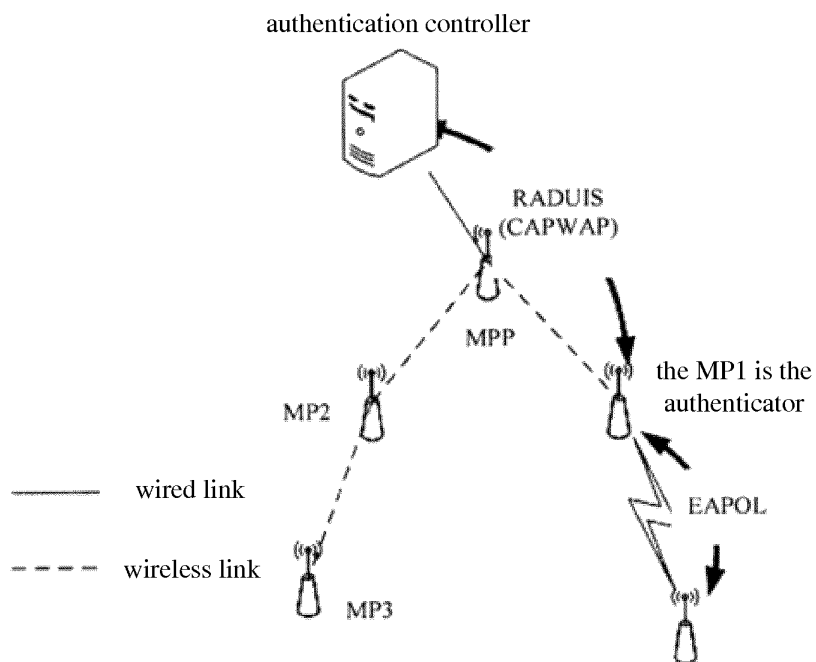 authentication controller
RADUIS
(CAPWAP)
MPP
the MP1 is the
authenticator
MP2
wired link
EAPOL
wireless link
MP3